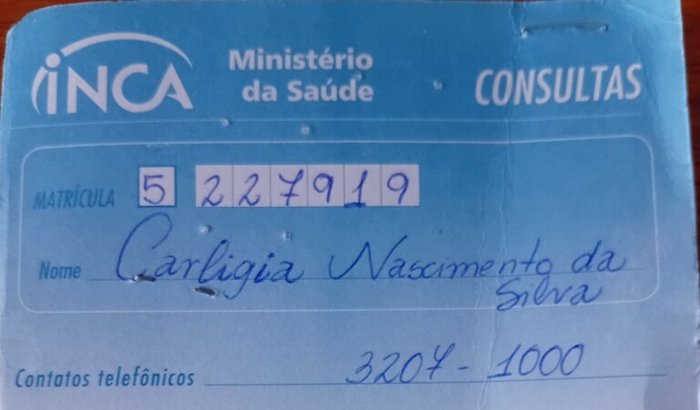 INCA Ministério da Saúde CONSULTAS
MATRÍCULA 5 227919
Nome Carligia Nascimento da
Silva
Contatos telefônicos 3207-1000